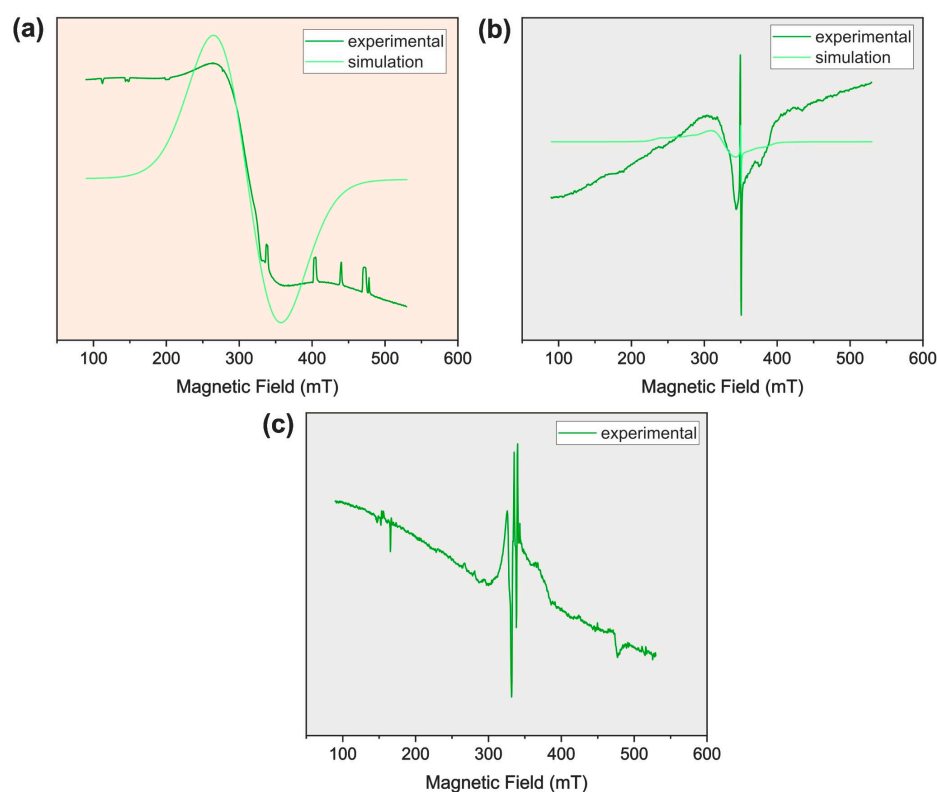 (a)
experimental
simulation
100 200 300 400 500 600
Magnetic Field (mT)
(b)
experimental
simulation
100 200 300 400 500 600
Magnetic Field (mT)
(c)
experimental
100 200 300 400 500 600
Magnetic Field (mT)